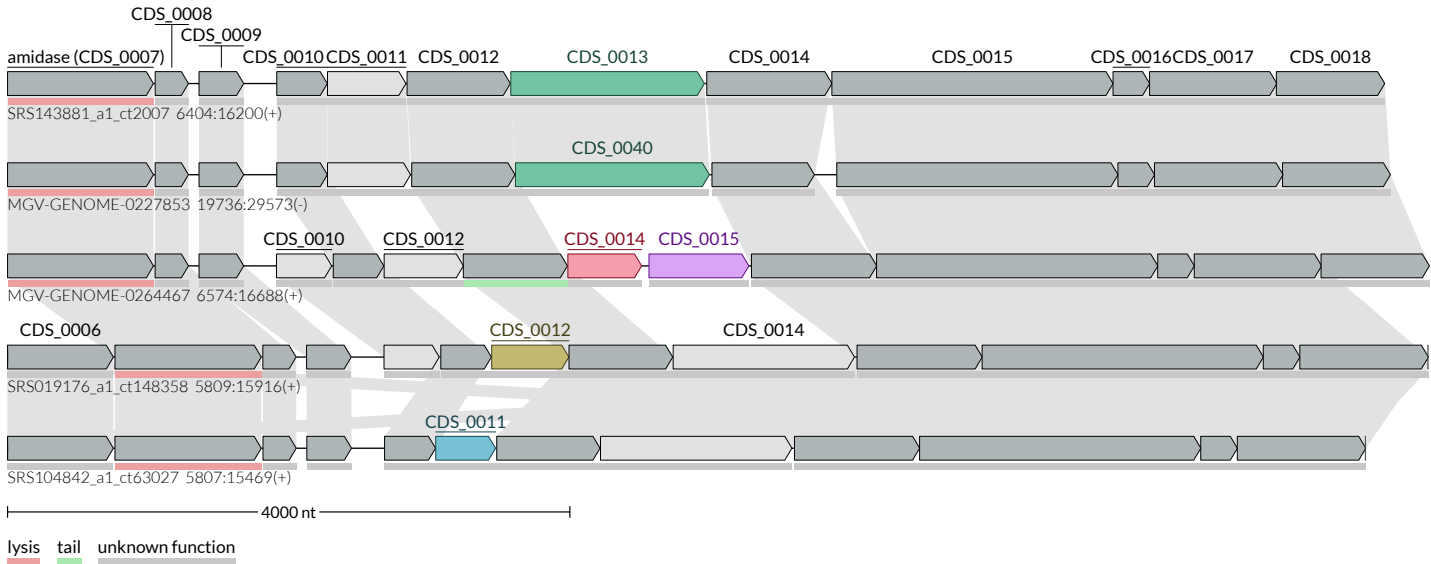 CDS_0008
CDS_0009
amidase (CDS_0007) CDS_0010 CDS_0011 CDS_0012 CDS_0013 CDS_0014 CDS_0015 CDS_0016 CDS_0017 CDS_0018
SRS143881_a1_ct2007 6404:16200(+)
CDS_0040
MGV-GENOME-0227853 19736:29573(-)
CDS_0010 CDS_0012 CDS_0014 CDS_0015
MGV-GENOME-0264467 6574:16688(+)
CDS_0006 CDS_0012 CDS_0014
SRS019176_a1_ct148358 5809:15916(+)
CDS_0011
SRS104842_a1_ct63027 5807:15469(+)
4000 nt
lysis tail unknown function